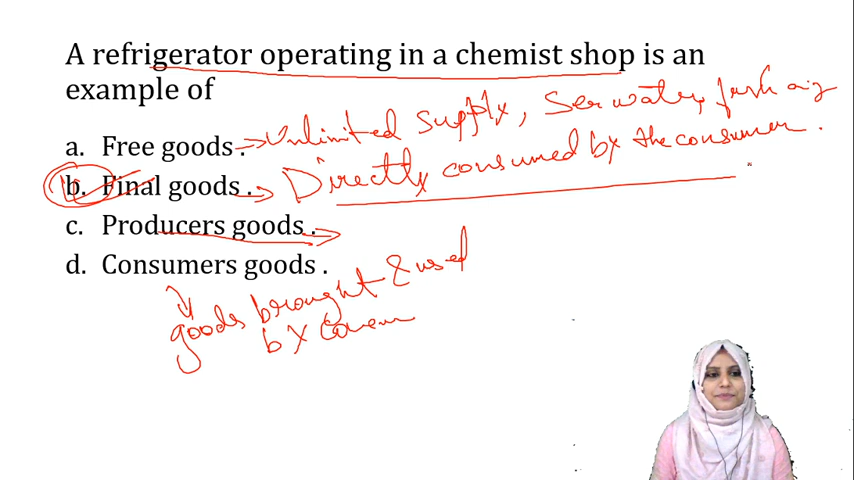 A refrigerator operating in a chemist shop is an
example of
a. Free goods . Unlimited supply, Sea water, fresh air
b. Final goods . Directly consumed by the consumer .
c. Producers goods .
d. Consumers goods .
goods brought & used
by